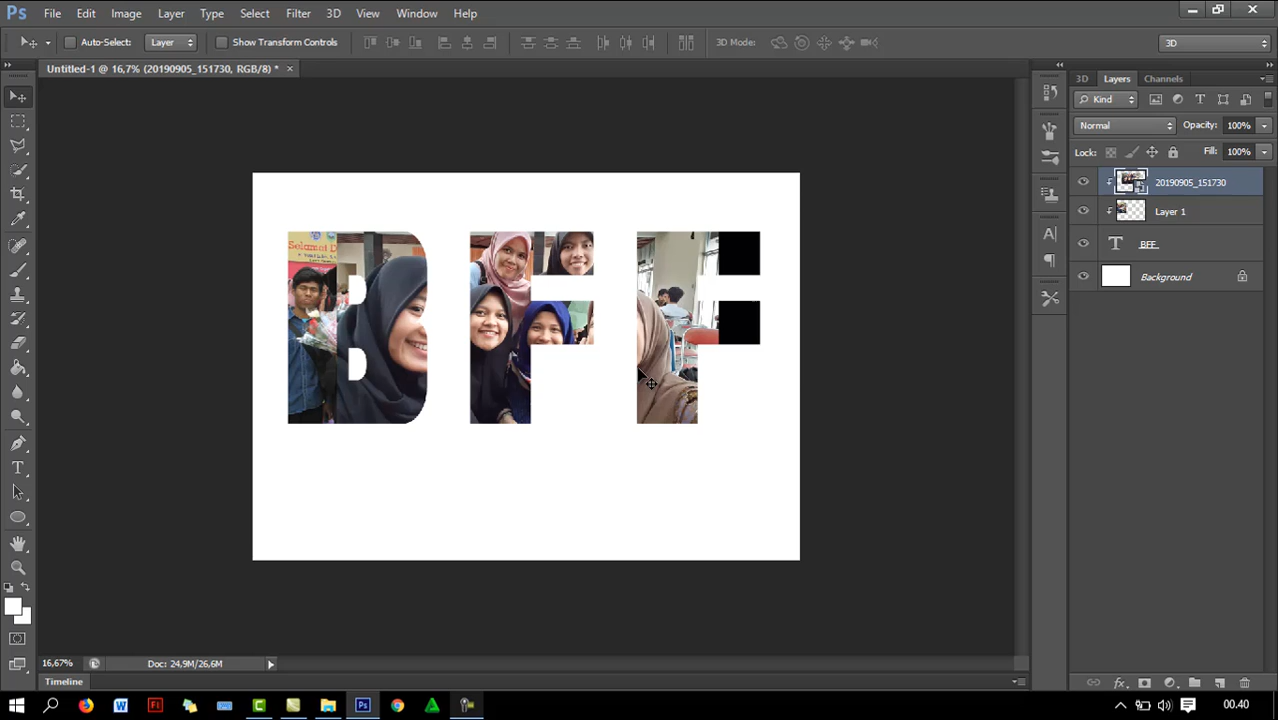 Ps File Edit Image Layer Type Select Filter 3D View Window Help
Auto-Select: Layer Show Transform Controls 3D Mode: 3D
Untitled-1 @ 16,7% (20190905_151730, RGB/8) *
3D Layers Channels
Kind
Normal Opacity: 100%
Lock: Fill: 100%
20190905_151730
Layer 1
T BFF
Background
Selamat D
BFF
16,67% Doc: 24,9M/26,6M
Timeline
00.40